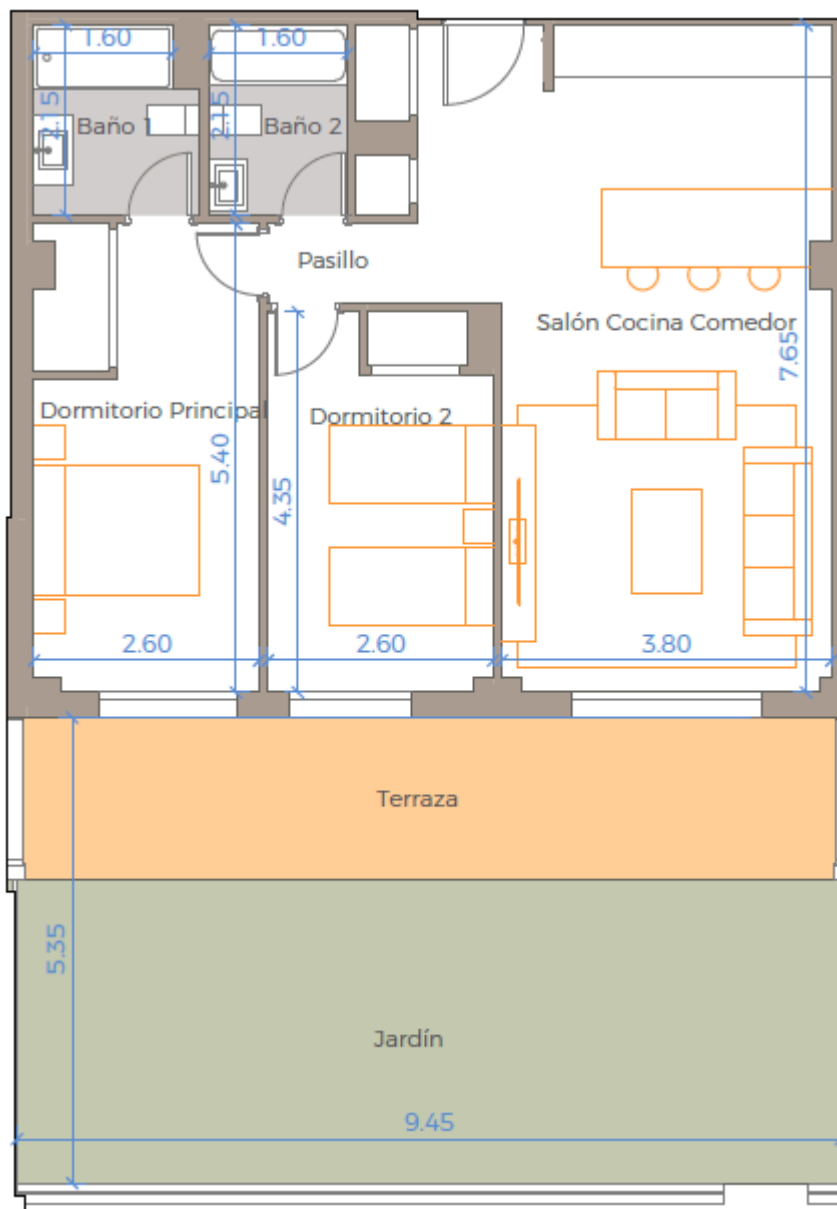 1.60
1.60
2.15
2.15
Baño 1
Baño 2
Pasillo
Salón Cocina Comedor
7.65
Dormitorio Principal
Dormitorio 2
5.40
4.35
2.60
2.60
3.80
Terraza
5.35
Jardín
9.45